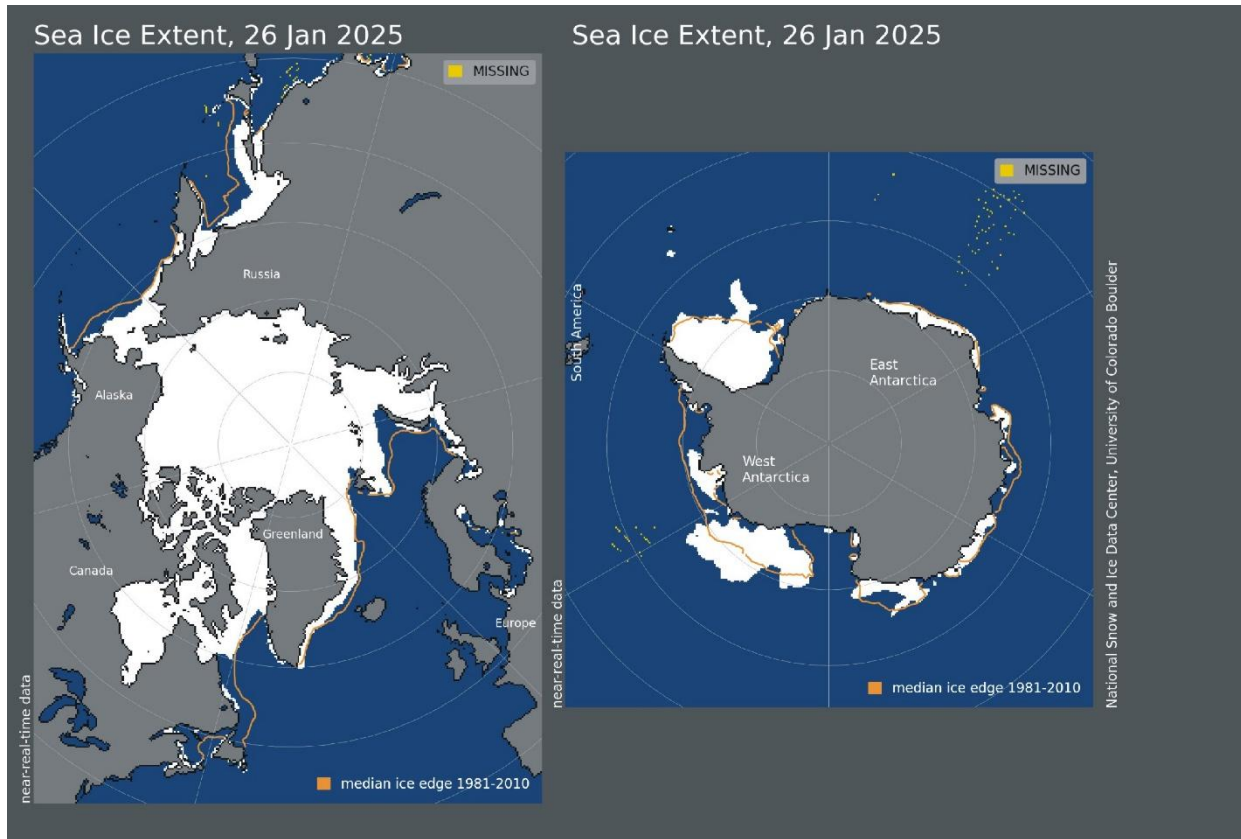 Sea Ice Extent, 26 Jan 2025
MISSING
Russia
Alaska
Greenland
Canada
Europe
near-real-time data
median ice edge 1981-2010
Sea Ice Extent, 26 Jan 2025
MISSING
South America
East
Antarctica
West
Antarctica
near-real-time data
median ice edge 1981-2010
National Snow and Ice Data Center, University of Colorado Boulder